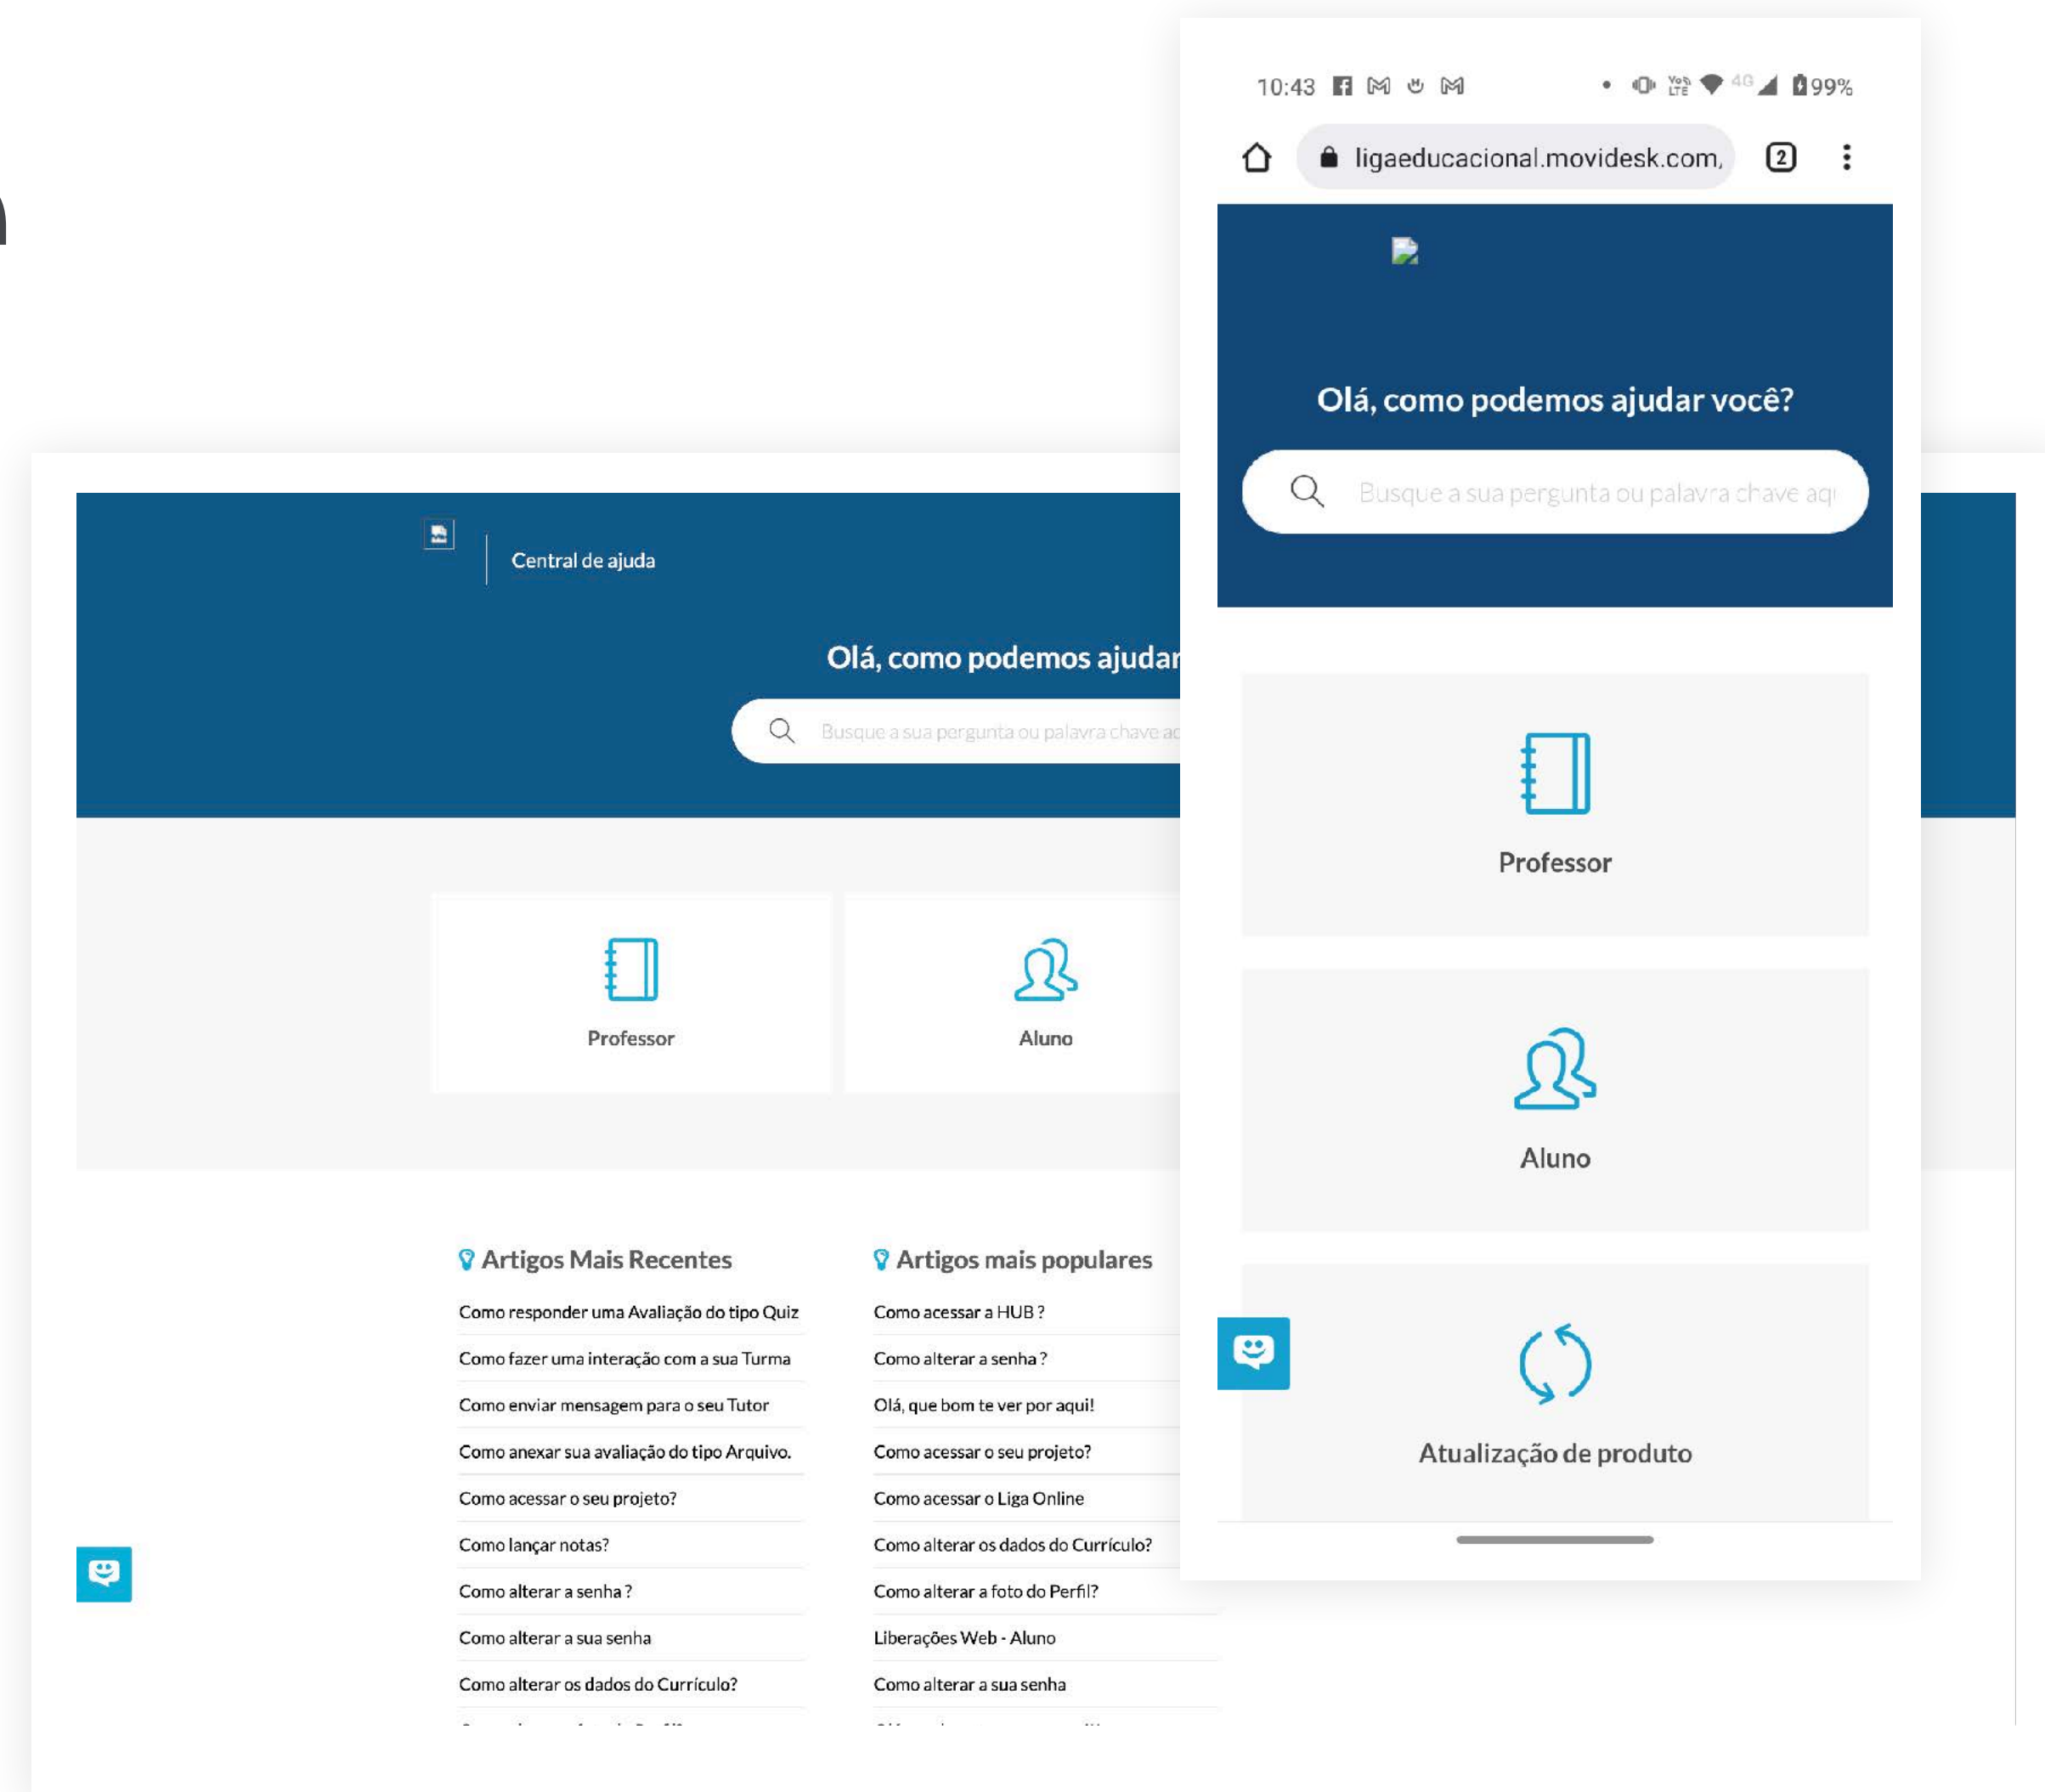 10:43
4G
99%
ligaeducacional.movidesk.com
2
Olá, como podemos ajudar você?
Busque a sua pergunta ou palavra chave aq
Professor
Aluno
Atualização de produto
Central de ajuda
Olá, como podemos ajudar
Busque a sua pergunta ou palavra chave
Professor
Aluno
Artigos Mais Recentes
Como responder uma Avaliação do tipo Quiz
Como fazer uma interação com a sua Turma
Como enviar mensagem para o seu Tutor
Como anexar sua avaliação do tipo Arquivo.
Como acessar o seu projeto?
Como lançar notas?
Como alterar a senha ?
Como alterar a sua senha
Como alterar os dados do Currículo?
Artigos mais populares
Como acessar a HUB ?
Como alterar a senha ?
Olá, que bom te ver por aqui!
Como acessar o seu projeto?
Como acessar o Liga Online
Como alterar os dados do Currículo?
Como alterar a foto do Perfil?
Liberações Web - Aluno
Como alterar a sua senha